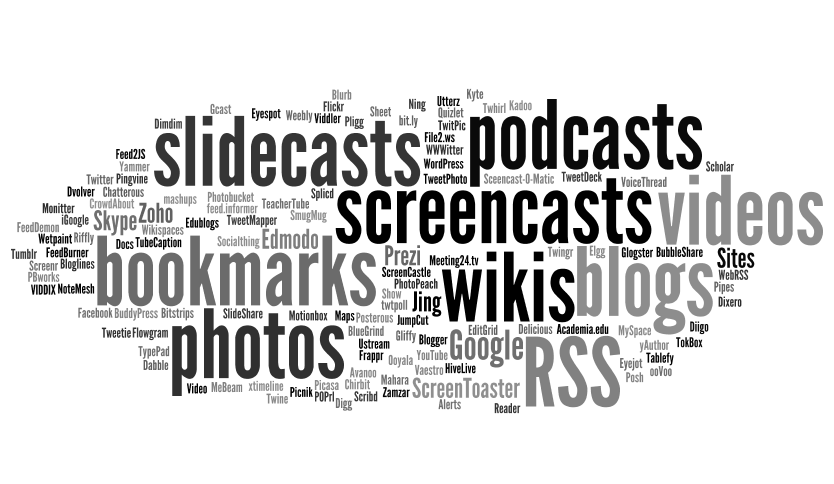 Blurb
Kyte
Gcast
Flickr
Ning
Utterz
Twhirl
Kadoo
Eyespot
Weebly
Viddler
Sheet
Quizlet
Dimdim
Pligg
bit.ly
TwitPic
slidecasts
podcasts
File2.ws
WWWitter
Feed2JS
WordPress
Yammer
Scholar
Twitter
Pingvine
TweetPhoto
Sceencast-O-Matic
TweetDeck
VoiceThread
Dvolver
Chatterous
Splicd
CrowdAbout
mashups
Photobucket
TeacherTube
screencasts
videos
Monitter
feed.informer
iGoogle
Skype
Zoho
SmugMug
FeedDemon
Wikispaces
Edublogs
TweetMapper
Wetpaint
Riffly
Docs
TubeCaption
Socialthing
Edmodo
Tumblr
FeedBurner
Prezi
Meeting24.tv
Twingr
Elgg
Glogster
BubbleShare
Sites
Screenr
Bloglines
bookmarks
ScreenCastle
wikis
blogs
WebRSS
PBworks
PhotoPeach
Pipes
VIDDIX
NoteMesh
Show
Jing
Dixero
twtpoll
Facebook
BuddyPress
Bitstrips
SlideShare
Motionbox
Maps
Posterous
JumpCut
Tweetie
Flowgram
photos
BlueGrind
Gliffy
EditGrid
Delicious
Academia.edu
MySpace
Diigo
Ustream
Blogger
Google
RSS
yAuthor
TokBox
TypePad
Frappr
YouTube
Tablefy
Dabble
Ooyala
Vaestro
HiveLive
Eyejot
ooVoo
Avanoo
Posh
Video
MeBeam
xtimeline
Picnik
Picasa
Chirbit
Mahara
ScreenToaster
Twine
POPrl
Scribd
Zamzar
Digg
Alerts
Reader